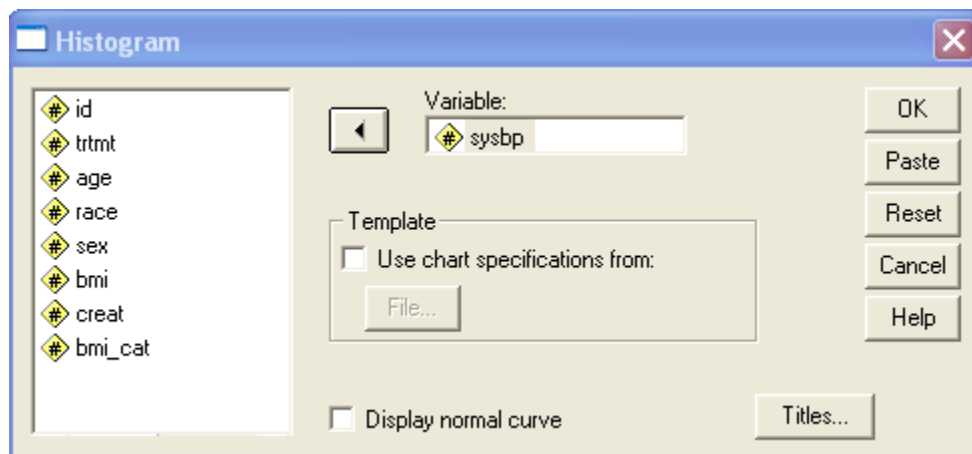 Histogram
id
trtmt
age
race
sex
bmi
creat
bmi_cat
Variable:
sysbp
Template
Use chart specifications from:
File...
Display normal curve
Titles...
OK
Paste
Reset
Cancel
Help